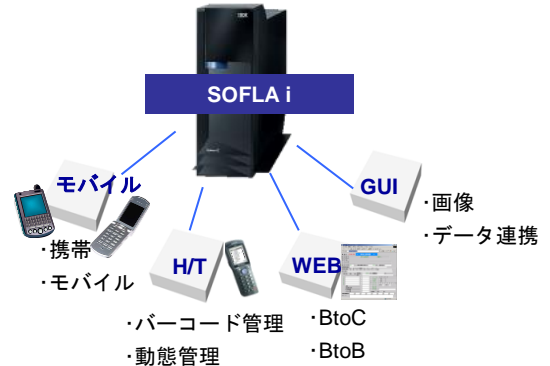 IBM
SOFLA i
モバイル
・携帯
・モバイル
H/T
・バーコード管理
・動態管理
WEB
・BtoC
・BtoB
GUI
・画像
・データ連携